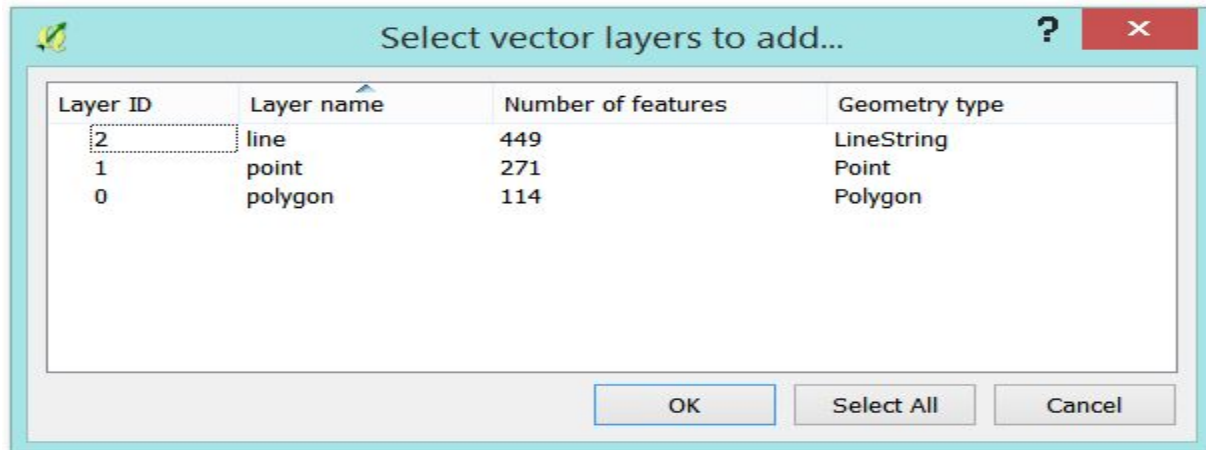 Select vector layers to add...
?
Layer ID Layer name Number of features Geometry type
2 line 449 LineString
1 point 271 Point
0 polygon 114 Polygon
OK Select All Cancel